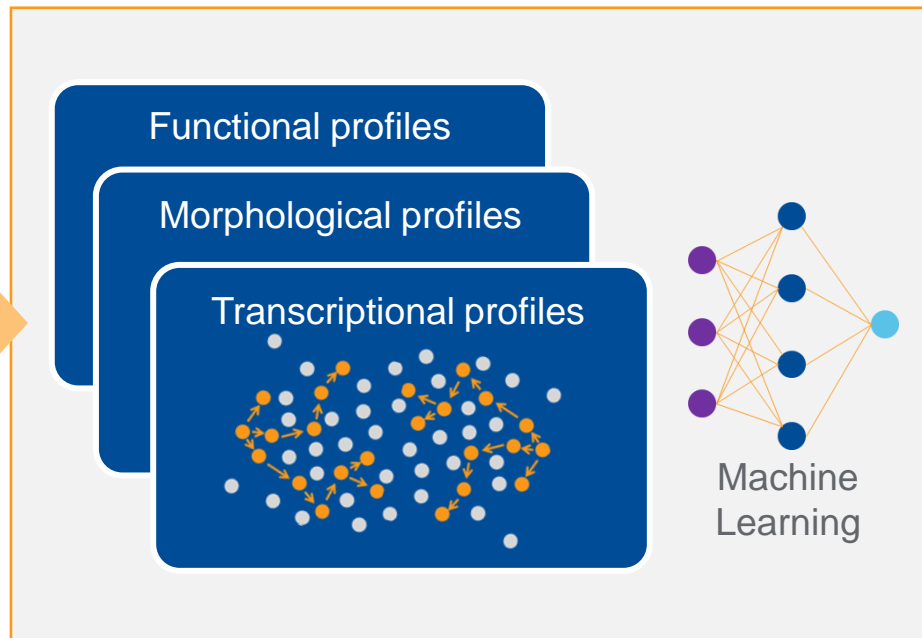 Functional profiles
Morphological profiles
Transcriptional profiles
Machine
Learning